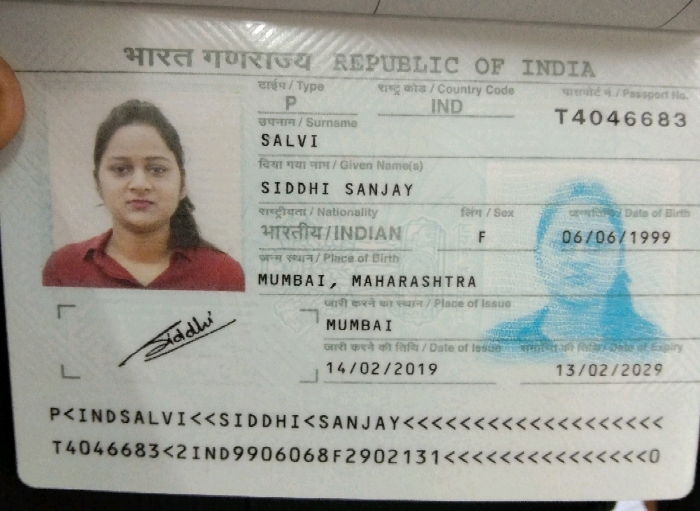 भारत गणराज्य REPUBLIC OF INDIA
टाईप / Type राष्ट्र कोड / Country Code पासपोर्ट नं. / Passport No.
P IND T4046683
उपनाम / Surname
SALVI
दिया गया नाम / Given Name(s)
SIDDHI SANJAY
राष्ट्रीयता / Nationality लिंग / Sex जन्मतिथि / Date of Birth
भारतीय/INDIAN F 06/06/1999
जन्म स्थान / Place of Birth
MUMBAI, MAHARASHTRA
जारी करने का स्थान / Place of Issue
MUMBAI
जारी करने की तिथि / Date of Issue समाप्ति की तिथि / Date of Expiry
14/02/2019 13/02/2029
Siddhi
P<INDSALVI<<SIDDHI<SANJAY<<<<<<<<<<<<<<<<<<<
T4046683<2IND9906068F2902131<<<<<<<<<<<<<<<0